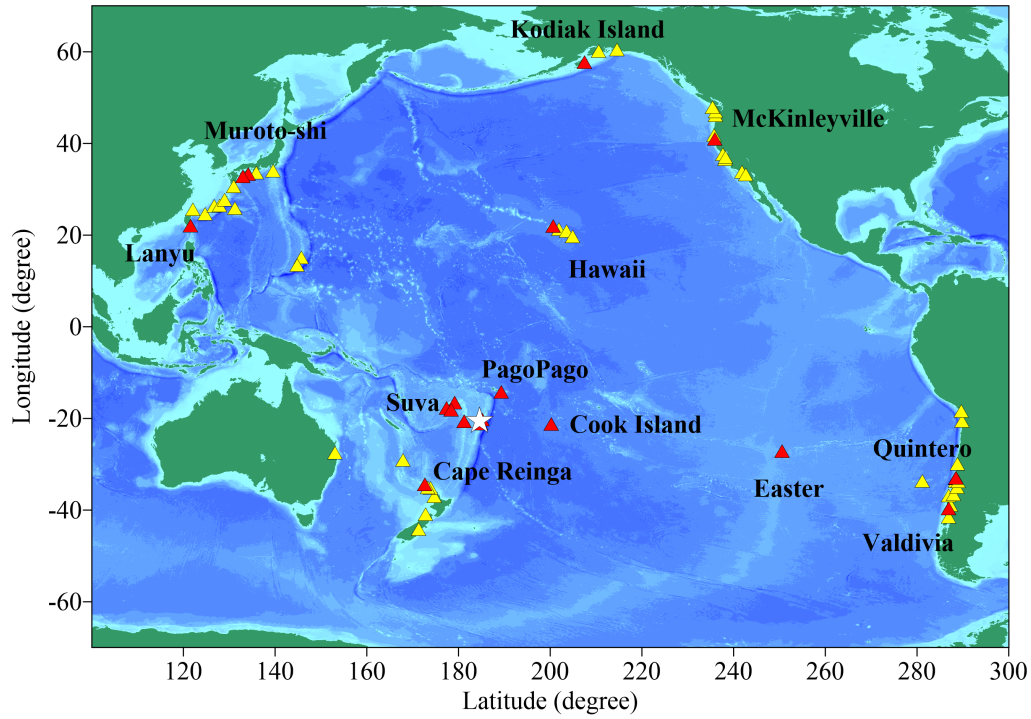 Kodiak Island
60
McKinleyville
Muroto-shi
40
Lanyu
20
Hawaii
Longitude (degree)
0
PagoPago
Suva
-20
Cook Island
Quintero
Cape Reinga
Easter
-40
Valdivia
-60
120 140 160 180 200 220 240 260 280 300
Latitude (degree)